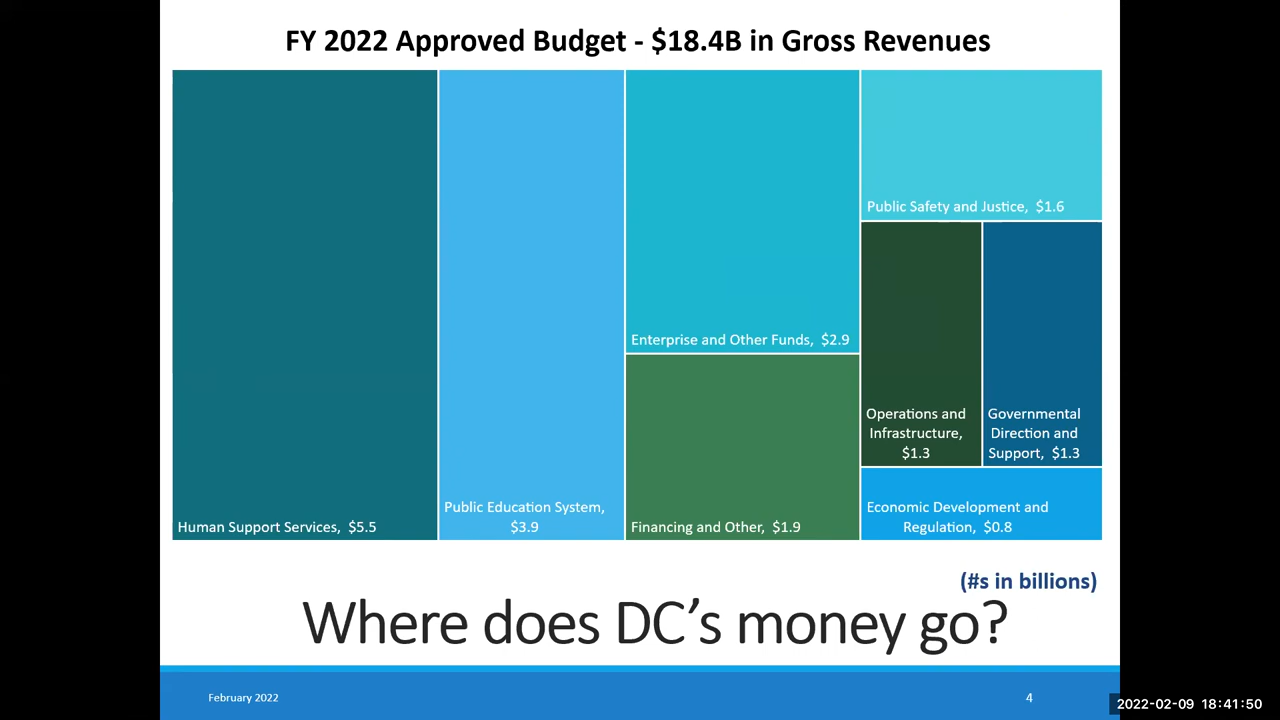 FY 2022 Approved Budget - $18.4B in Gross Revenues
Public Safety and Justice, $1.6
Enterprise and Other Funds, $2.9
Operations and
Infrastructure,
$1.3
Governmental
Direction and
Support, $1.3
Human Support Services, $5.5
Public Education System,
$3.9
Financing and Other, $1.9
Economic Development and
Regulation, $0.8
(#s in billions)
Where does DC’s money go?
February 2022
4
2022-02-09 18:41:50